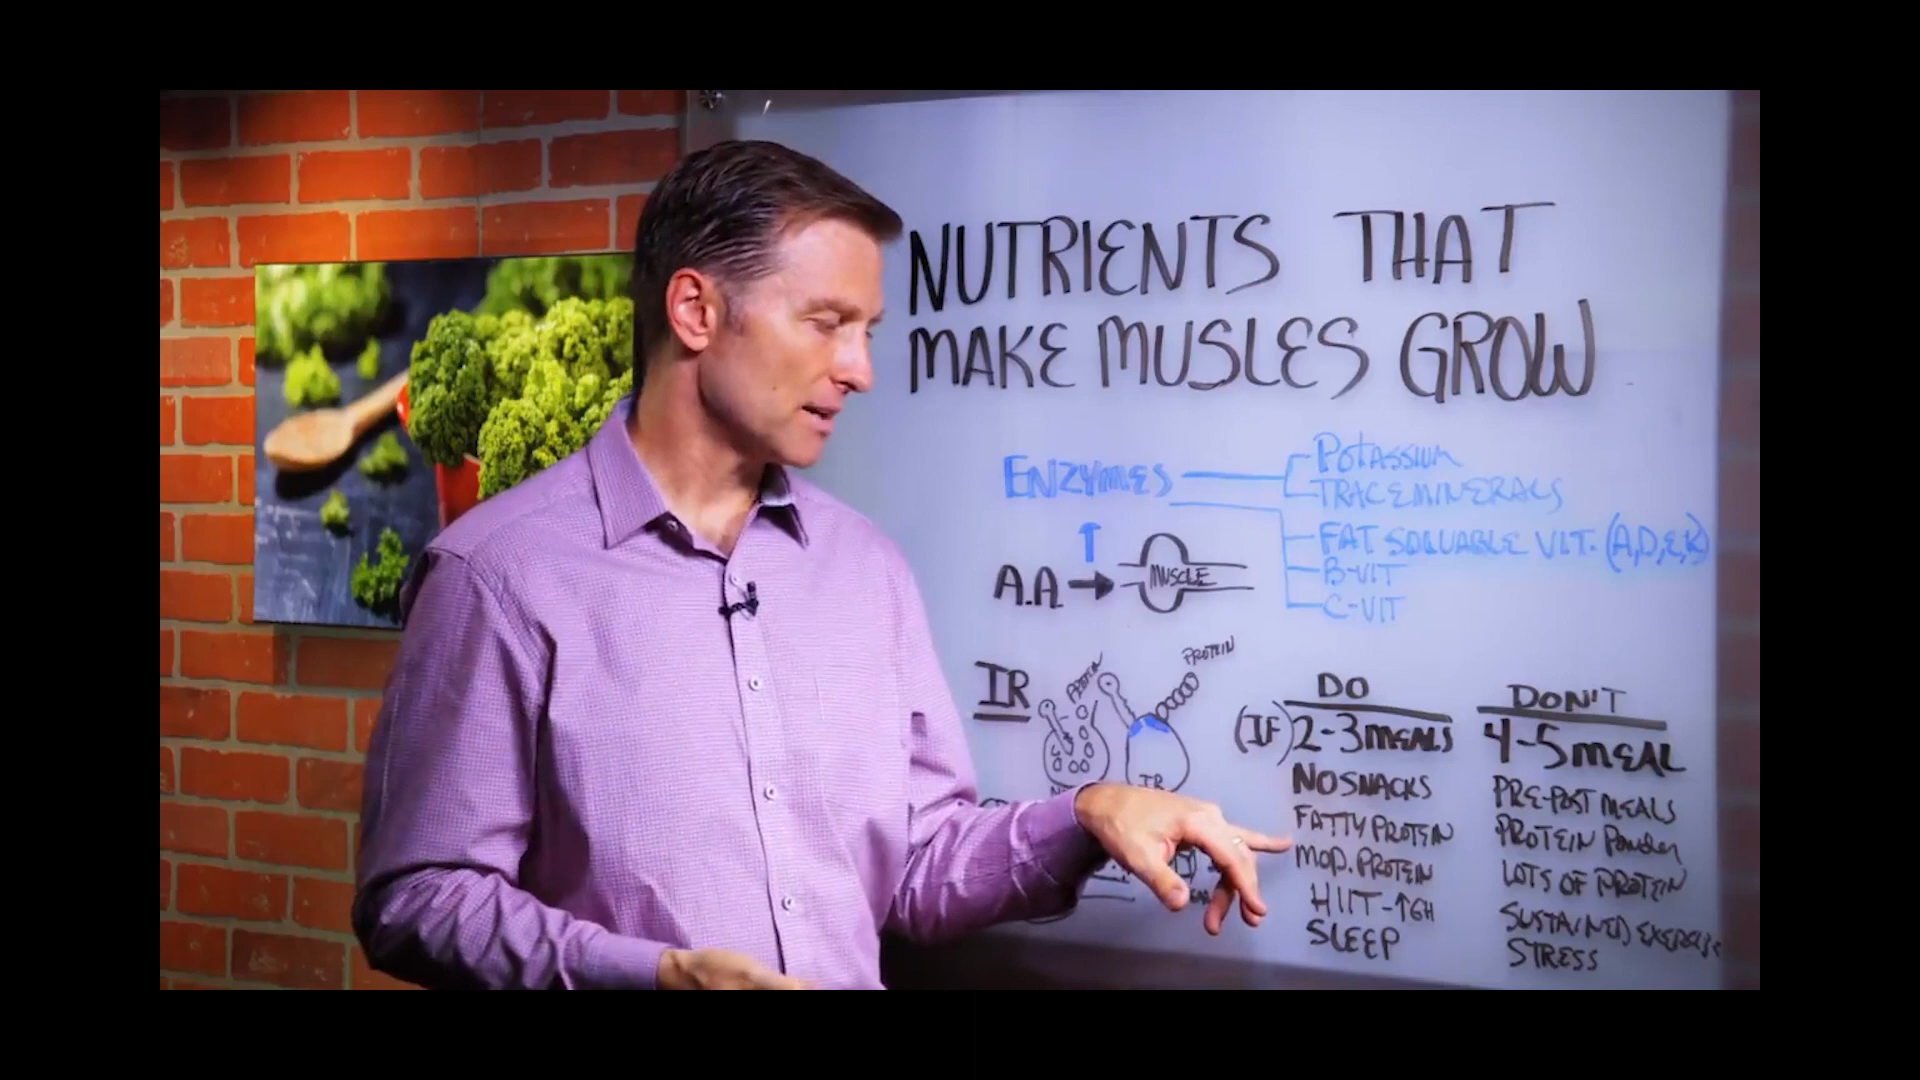 NUTRIENTS THAT
MAKE MUSLES GROW
ENZYMES
POTASSIUM
TRACE MINERALS
FAT SOLUABLE VIT. (A,D,E,K)
B-VIT
C-VIT
A.A
MUSCLE
IR
PROTEIN
PROTEIN
IR
DO
(IF) 2-3 MEALS
NO SNACKS
FATTY PROTEIN
MOD. PROTEIN
HIIT-↑GH
SLEEP
DON'T
4-5 MEAL
PRE-POST MEALS
PROTEIN Powder
LOTS OF PROTEIN
SUSTAINED EXERCISE
STRESS